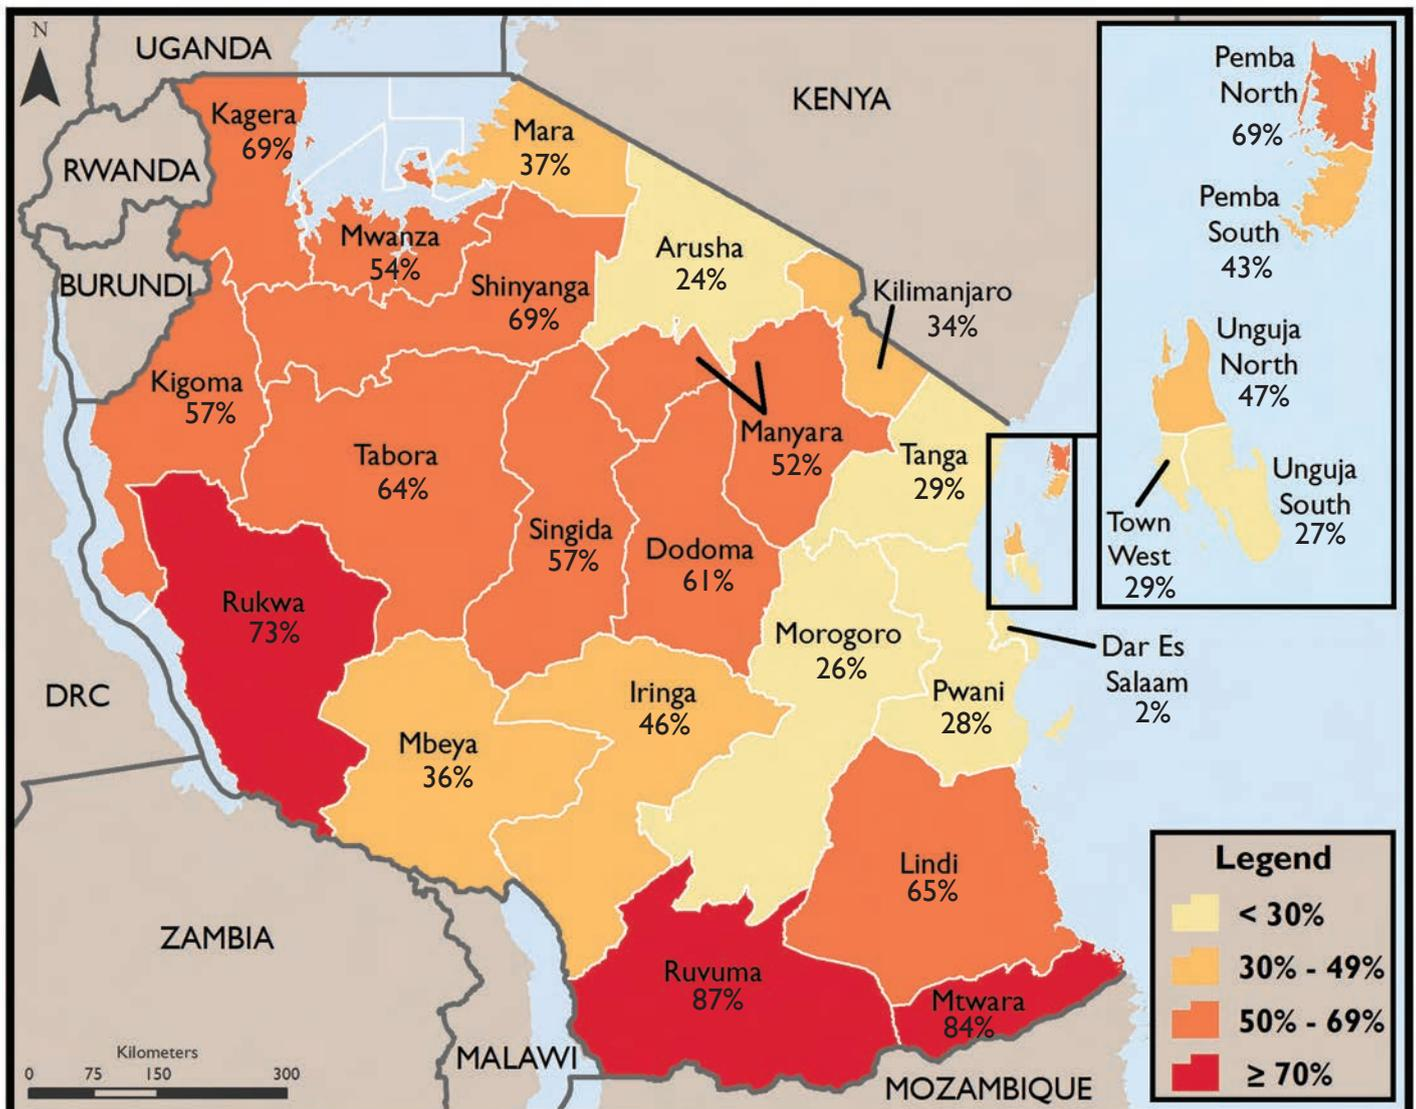 N
UGANDA
KENYA
RWANDA
BURUNDI
DRC
ZAMBIA
MALAWI
MOZAMBIQUE
Kagera
69%
Mara
37%
Mwanza
54%
Shinyanga
69%
Arusha
24%
Kilimanjaro
34%
Kigoma
57%
Tabora
64%
Singida
57%
Dodoma
61%
Manyara
52%
Tanga
29%
Rukwa
73%
Morogoro
26%
Dar Es
Salaam
2%
Pwani
28%
Iringa
46%
Mbeya
36%
Lindi
65%
Ruvuma
87%
Mtwara
84%
Pemba
North
69%
Pemba
South
43%
Unguja
North
47%
Unguja
South
27%
Town
West
29%
Legend
< 30%
30% - 49%
50% - 69%
≥ 70%
Kilometers
0 75 150 300